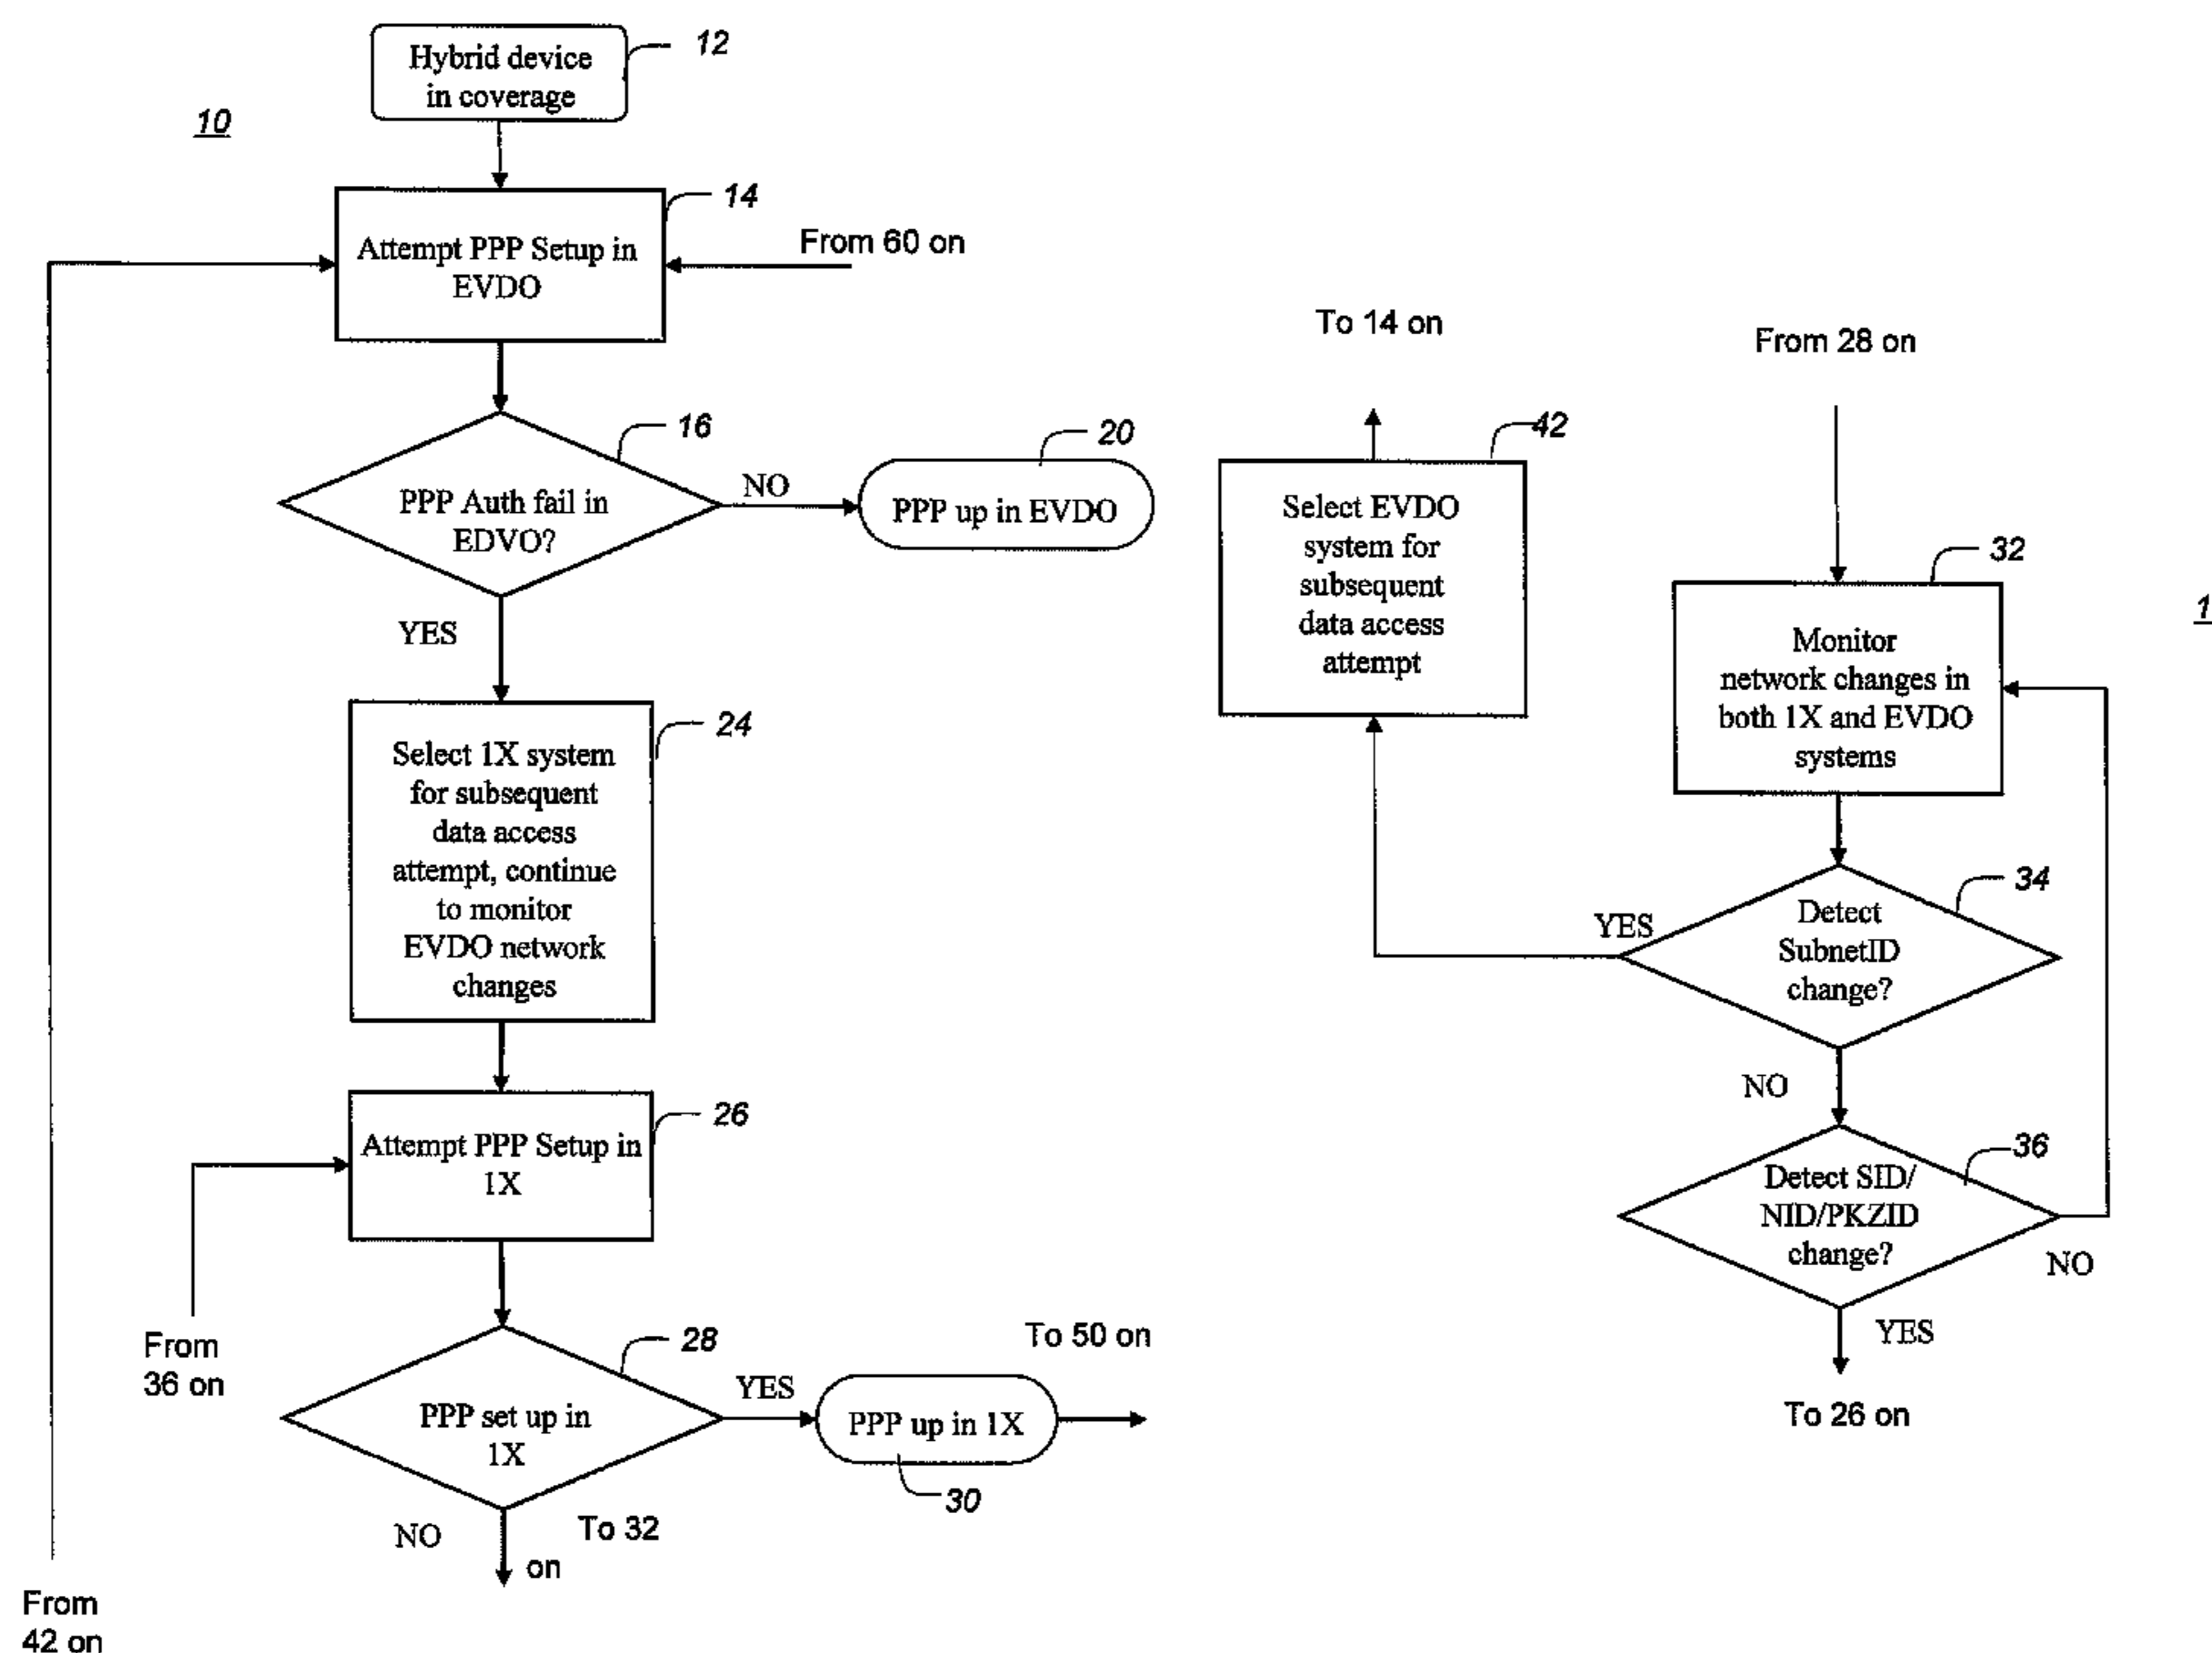 Hybrid device
in coverage
12
10
14
Attempt PPP Setup in
EVDO
From 60 on
16
PPP Auth fail in
EDVO?
NO
20
PPP up in EVDO
YES
24
Select 1X system
for subsequent
data access
attempt, continue
to monitor
EVDO network
changes
26
Attempt PPP Setup in
1X
From
36 on
28
PPP set up in
1X
YES
PPP up in 1X
30
To 50 on
NO
To 32
on
From
42 on
To 14 on
42
Select EVDO
system for
subsequent
data access
attempt
From 28 on
32
Monitor
network changes in
both 1X and EVDO
systems
1
34
Detect
SubnetID
change?
YES
NO
36
Detect SID/
NID/PKZID
change?
NO
YES
To 26 on